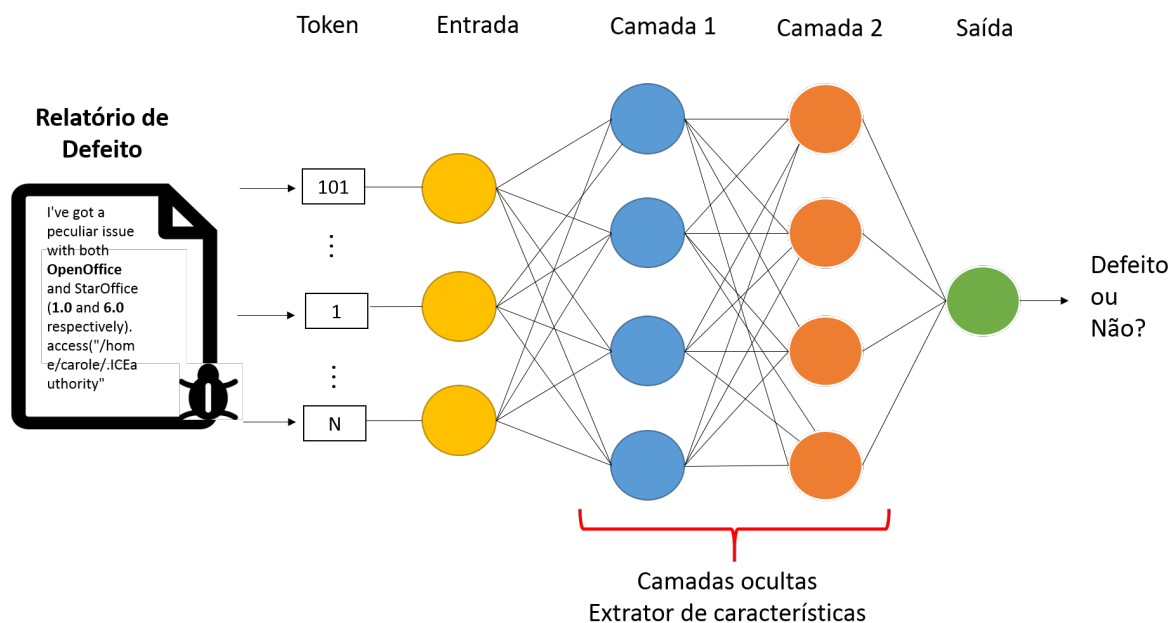 Token
Entrada
Camada 1
Camada 2
Saída
Relatório de
Defeito
I've got a
peculiar issue
with both
OpenOffice
and StarOffice
(1.0 and 6.0
respectively).
access("/hom
e/carole/.ICEa
uthority"
101
⋮
1
⋮
N
Defeito
ou
Não?
Camadas ocultas
Extrator de características